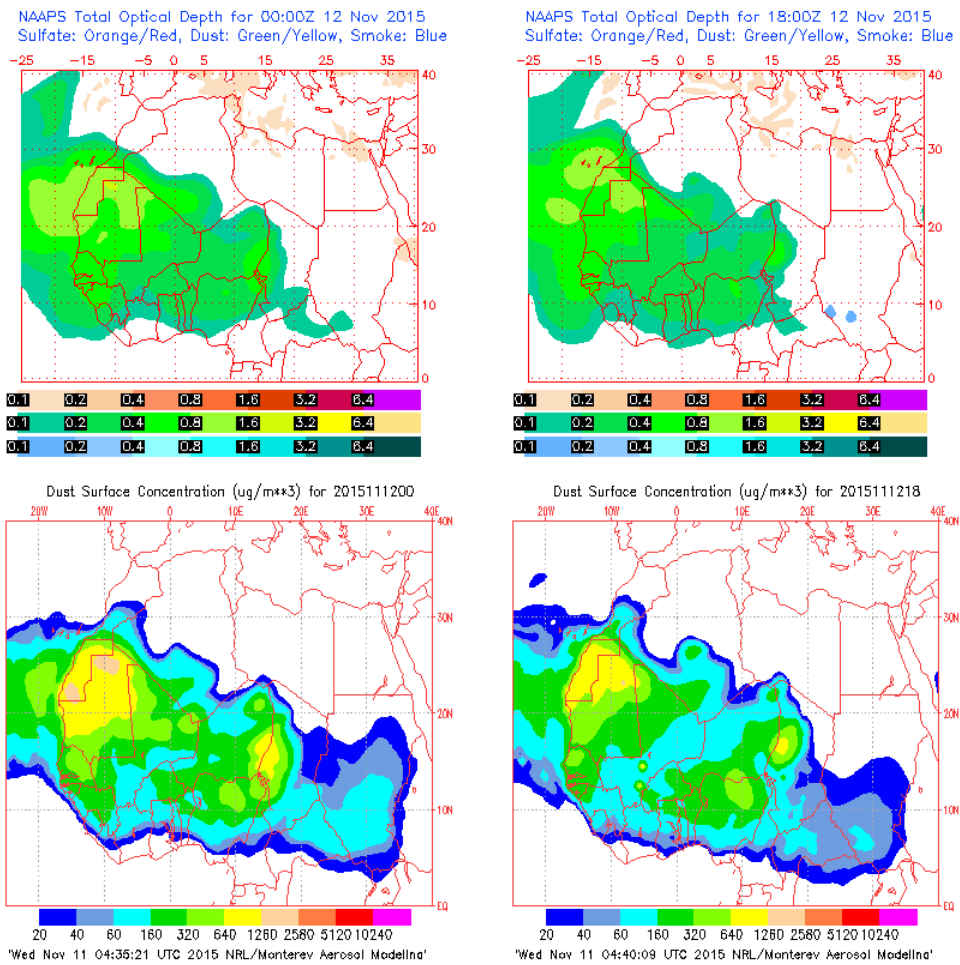 NAAPS Total Optical Depth for 00:00Z 12 Nov 2015
Sulfate: Orange/Red, Dust: Green/Yellow, Smoke: Blue
-25 -15 -5 0 5 15 25 35
40
30
20
10
0
0.1 0.2 0.4 0.8 1.6 3.2 6.4
0.1 0.2 0.4 0.8 1.6 3.2 6.4
0.1 0.2 0.4 0.8 1.6 3.2 6.4
NAAPS Total Optical Depth for 18:00Z 12 Nov 2015
Sulfate: Orange/Red, Dust: Green/Yellow, Smoke: Blue
-25 -15 -5 0 5 15 25 35
40
30
20
10
0
0.1 0.2 0.4 0.8 1.6 3.2 6.4
0.1 0.2 0.4 0.8 1.6 3.2 6.4
0.1 0.2 0.4 0.8 1.6 3.2 6.4
Dust Surface Concentration (ug/m**3) for 2015111200
20W 10W 0 10E 20E 30E 40E
40N
30N
20N
10N
EQ
20 40 60 160 320 640 1260 2580 5120 10240
'Wed Nov 11 04:35:21 UTC 2015 NRL/Monterey Aerosol Modeling'
Dust Surface Concentration (ug/m**3) for 2015111218
20W 10W 0 10E 20E 30E 40E
40N
30N
20N
10N
EQ
20 40 60 160 320 640 1260 2580 5120 10240
'Wed Nov 11 04:40:09 UTC 2015 NRL/Monterey Aerosol Modeling'